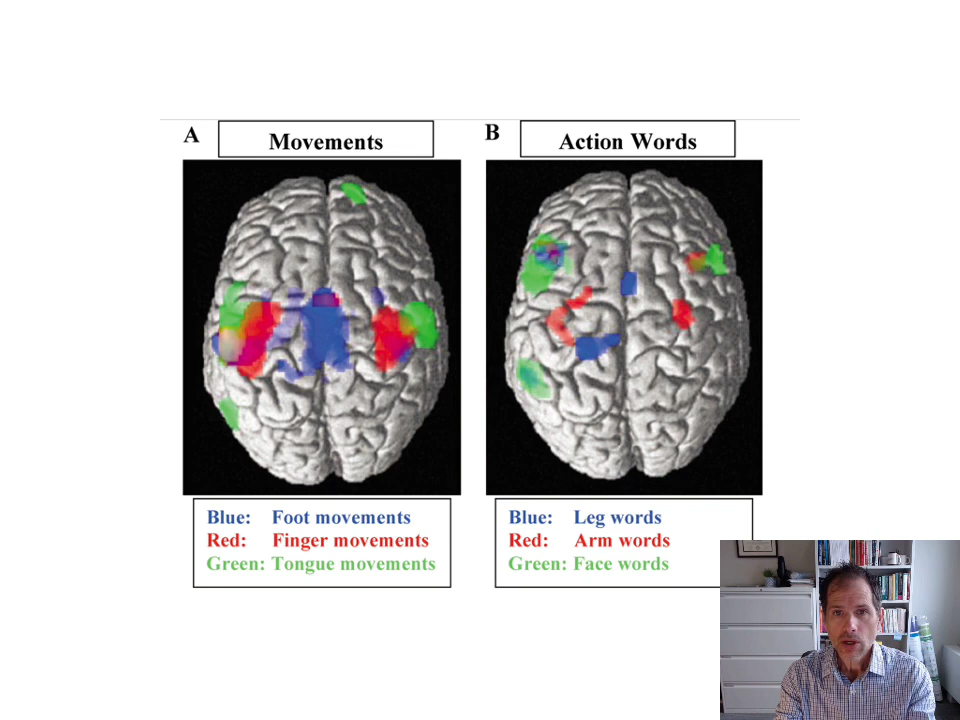 A
Movements
Blue: Foot movements
Red: Finger movements
Green: Tongue movements
B
Action Words
Blue: Leg words
Red: Arm words
Green: Face words